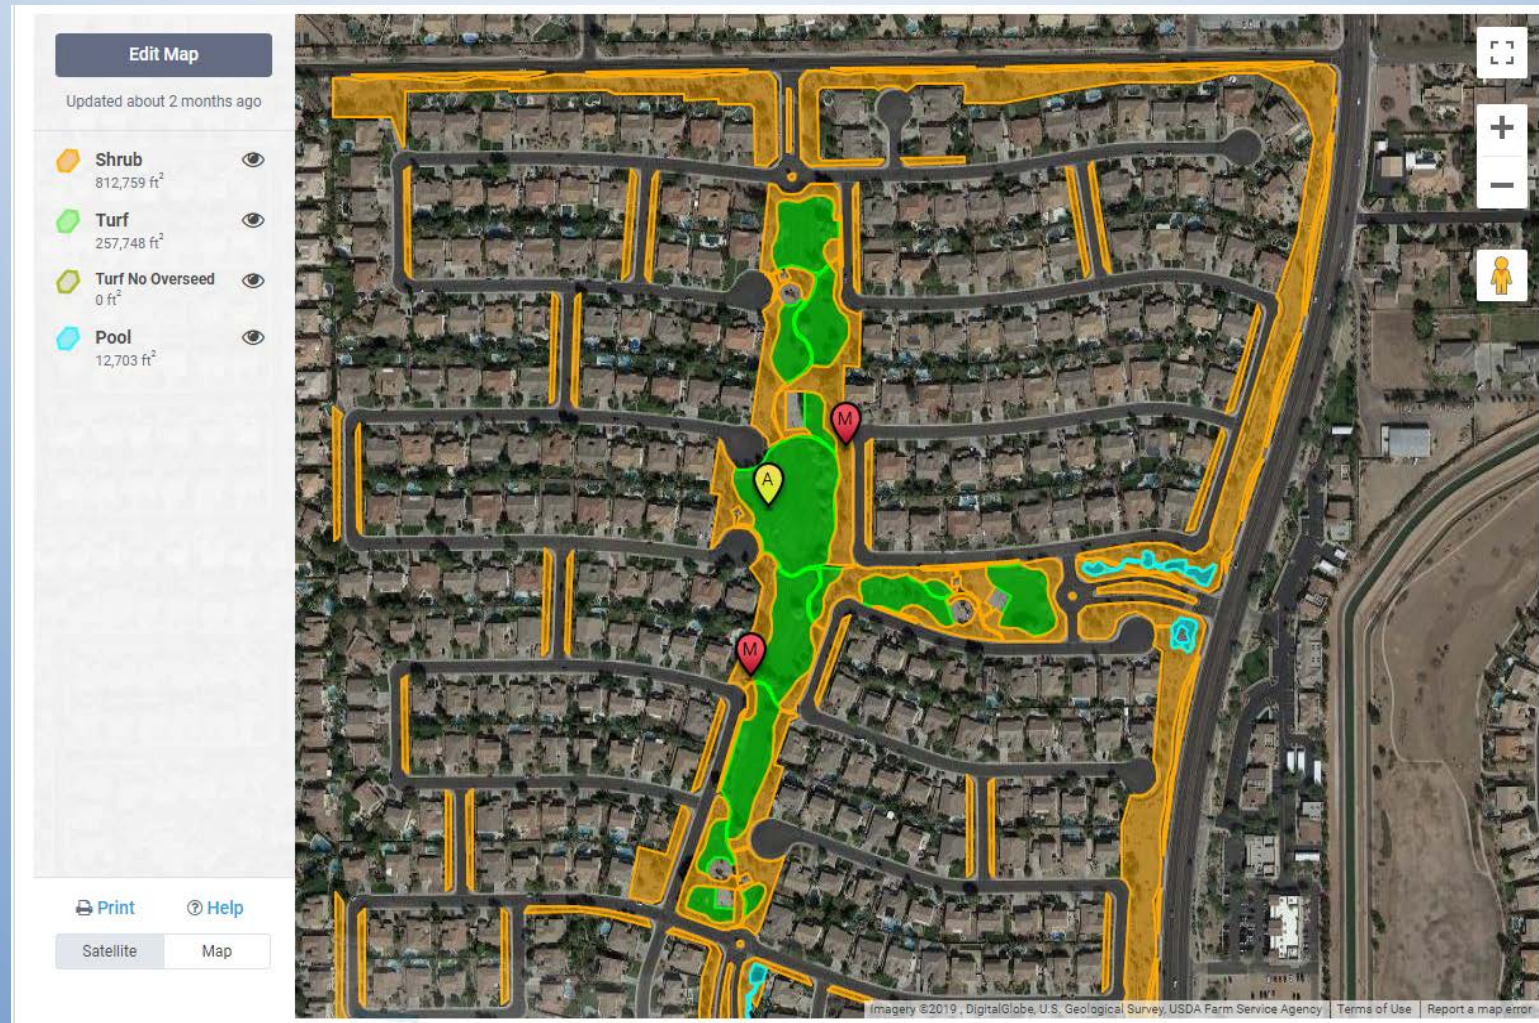 Edit Map
Updated about 2 months ago
Shrub
812,759 ft²
Turf
257,748 ft²
Turf No Overseed
0 ft²
Pool
12,703 ft²
Print
Help
Satellite
Map
M
A
M
Imagery ©2019 , DigitalGlobe, U.S. Geological Survey, USDA Farm Service Agency
Terms of Use
Report a map error